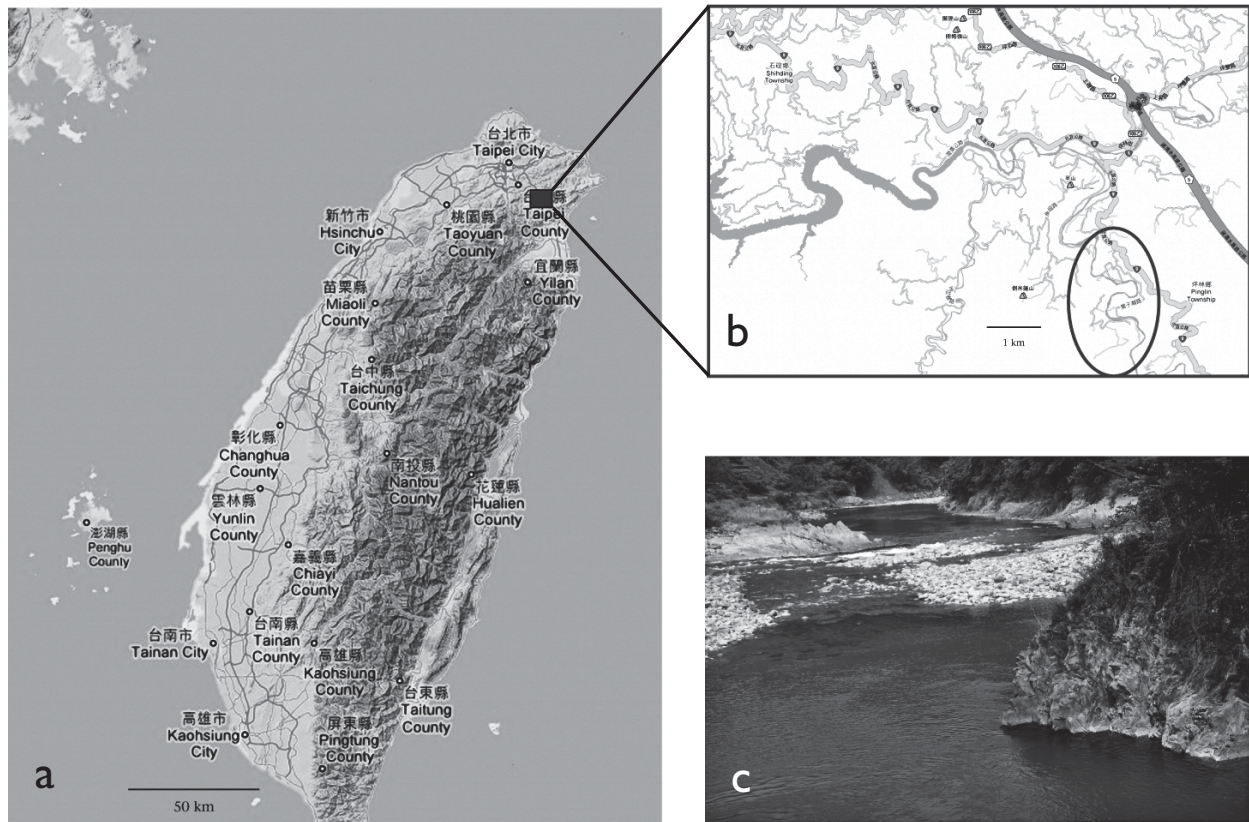 台北市
Taipei City
台北縣
Taipei
County
桃園縣
Taoyuan
County
新竹市
Hsinchu
City
宜蘭縣
YIlan
County
苗栗縣
Miaoli
County
台中縣
Taichung
County
彰化縣
Changhua
County
南投縣
Nantou
County
花蓮縣
Hualien
County
雲林縣
Yunlin
County
澎湖縣
Penghu
County
嘉義縣
Chiayi
County
台南縣
Tainan
County
台南市
Tainan City
高雄縣
Kaohsiung
County
台東縣
Taitung
County
高雄市
Kaohsiung
City
屏東縣
Pingtung
County
a
50 km
石碇鄉
Shihding
Township
坪林鄉
Pinglin
Township
b
1 km
c